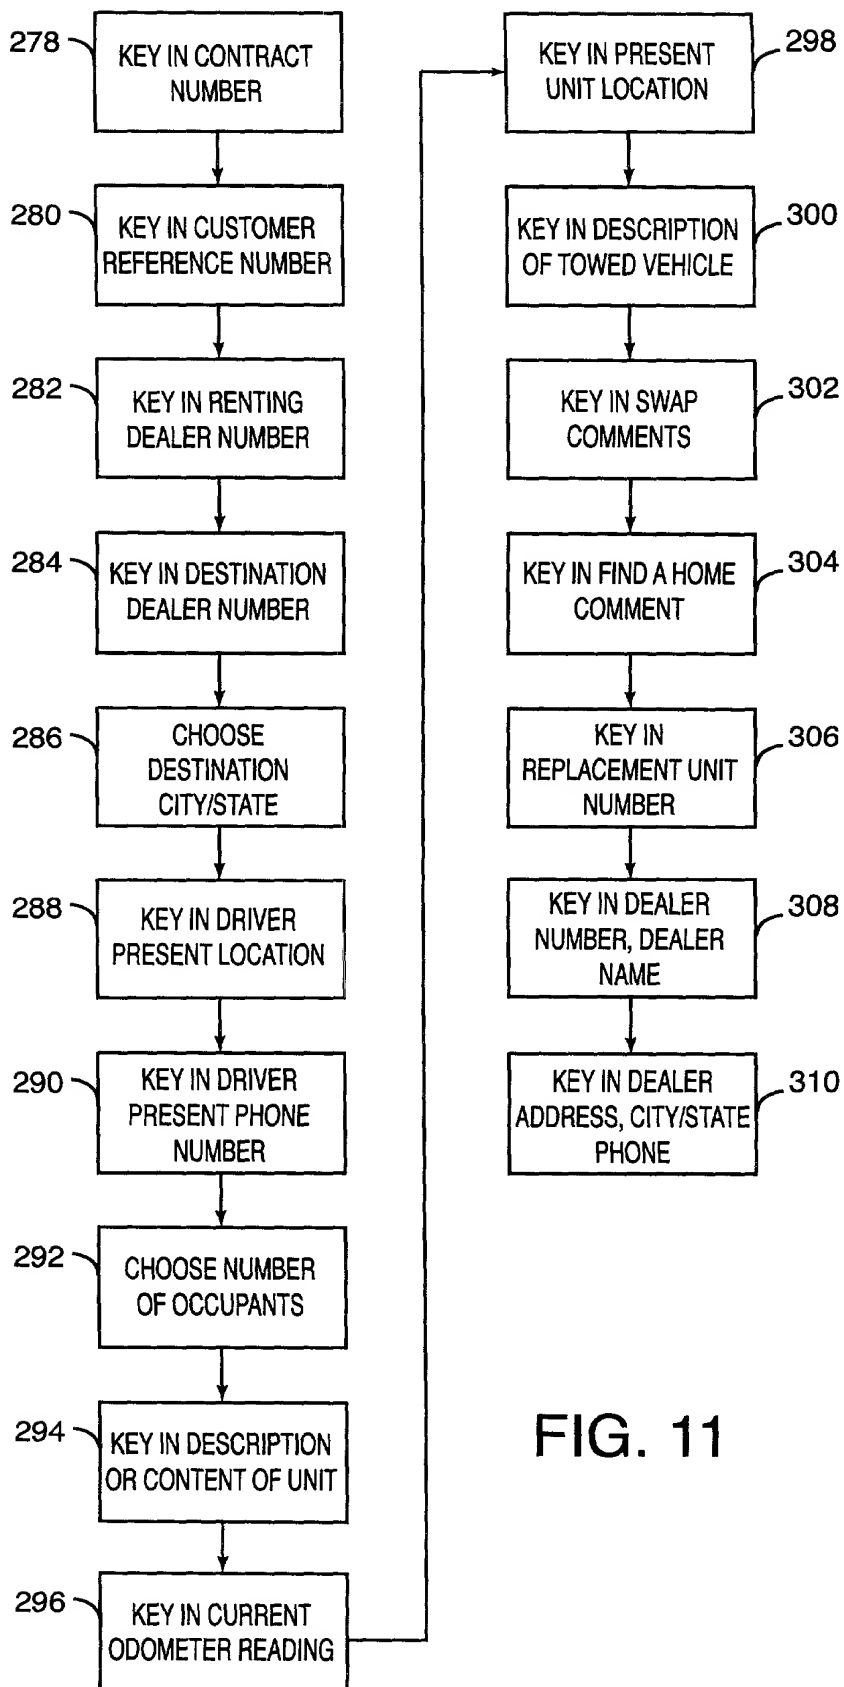 278
KEY IN CONTRACT
NUMBER
280
KEY IN CUSTOMER
REFERENCE NUMBER
282
KEY IN RENTING
DEALER NUMBER
284
KEY IN DESTINATION
DEALER NUMBER
286
CHOOSE
DESTINATION
CITY/STATE
288
KEY IN DRIVER
PRESENT LOCATION
290
KEY IN DRIVER
PRESENT PHONE
NUMBER
292
CHOOSE NUMBER
OF OCCUPANTS
294
KEY IN DESCRIPTION
OR CONTENT OF UNIT
296
KEY IN CURRENT
ODOMETER READING
298
KEY IN PRESENT
UNIT LOCATION
300
KEY IN DESCRIPTION
OF TOWED VEHICLE
302
KEY IN SWAP
COMMENTS
304
KEY IN FIND A HOME
COMMENT
306
KEY IN
REPLACEMENT UNIT
NUMBER
308
KEY IN DEALER
NUMBER, DEALER
NAME
310
KEY IN DEALER
ADDRESS, CITY/STATE
PHONE
FIG. 11